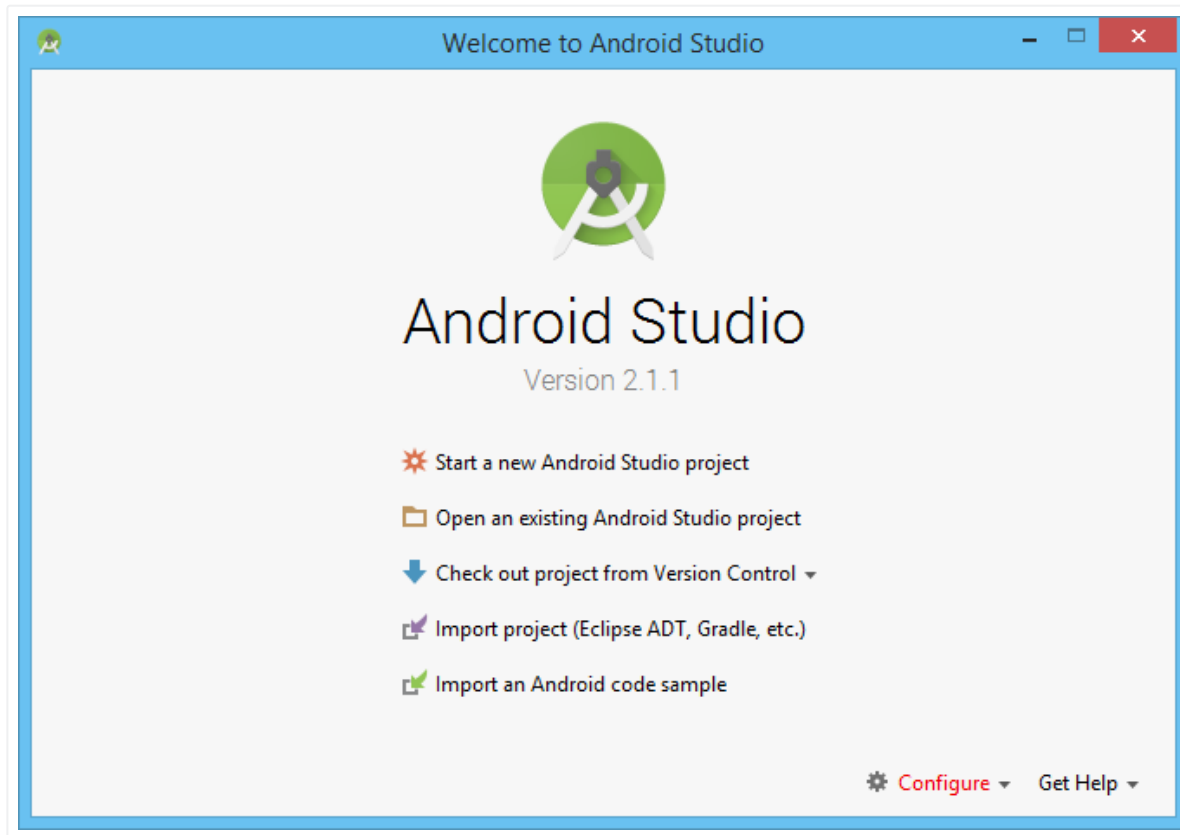 Welcome to Android Studio
Android Studio
Version 2.1.1
Start a new Android Studio project
Open an existing Android Studio project
Check out project from Version Control
Import project (Eclipse ADT, Gradle, etc.)
Import an Android code sample
Configure Get Help